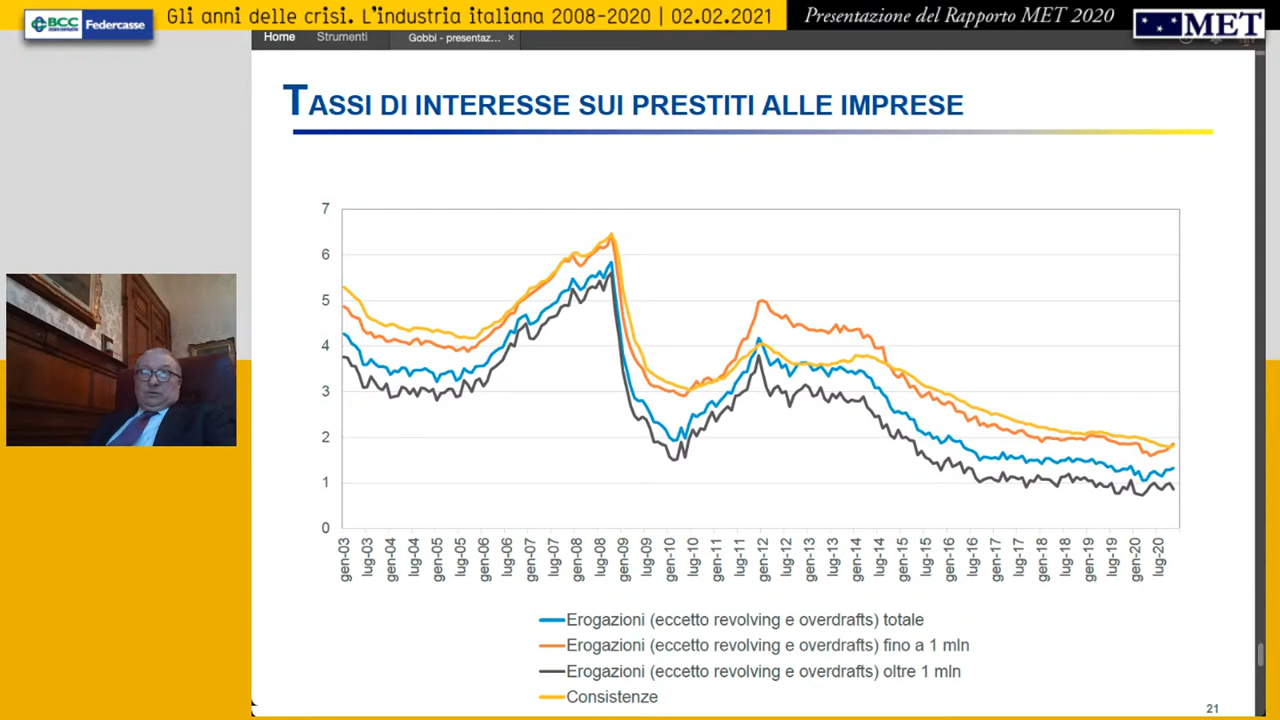 BCC
Federcasse
Gli anni delle crisi. L'industria italiana 2008-2020 | 02.02.2021
Presentazione del Rapporto MET 2020
MET
Home
Strumenti
Gobbi - presentaz...
×
TASSI DI INTERESSE SUI PRESTITI ALLE IMPRESE
7
6
5
4
3
2
1
0
gen-03
lug-03
gen-04
lug-04
gen-05
lug-05
gen-06
lug-06
gen-07
lug-07
gen-08
lug-08
gen-09
lug-09
gen-10
lug-10
gen-11
lug-11
gen-12
lug-12
gen-13
lug-13
gen-14
lug-14
gen-15
lug-15
gen-16
lug-16
gen-17
lug-17
gen-18
lug-18
gen-19
lug-19
gen-20
lug-20
Erogazioni (eccetto revolving e overdrafts) totale
Erogazioni (eccetto revolving e overdrafts) fino a 1 mln
Erogazioni (eccetto revolving e overdrafts) oltre 1 mln
Consistenze
21